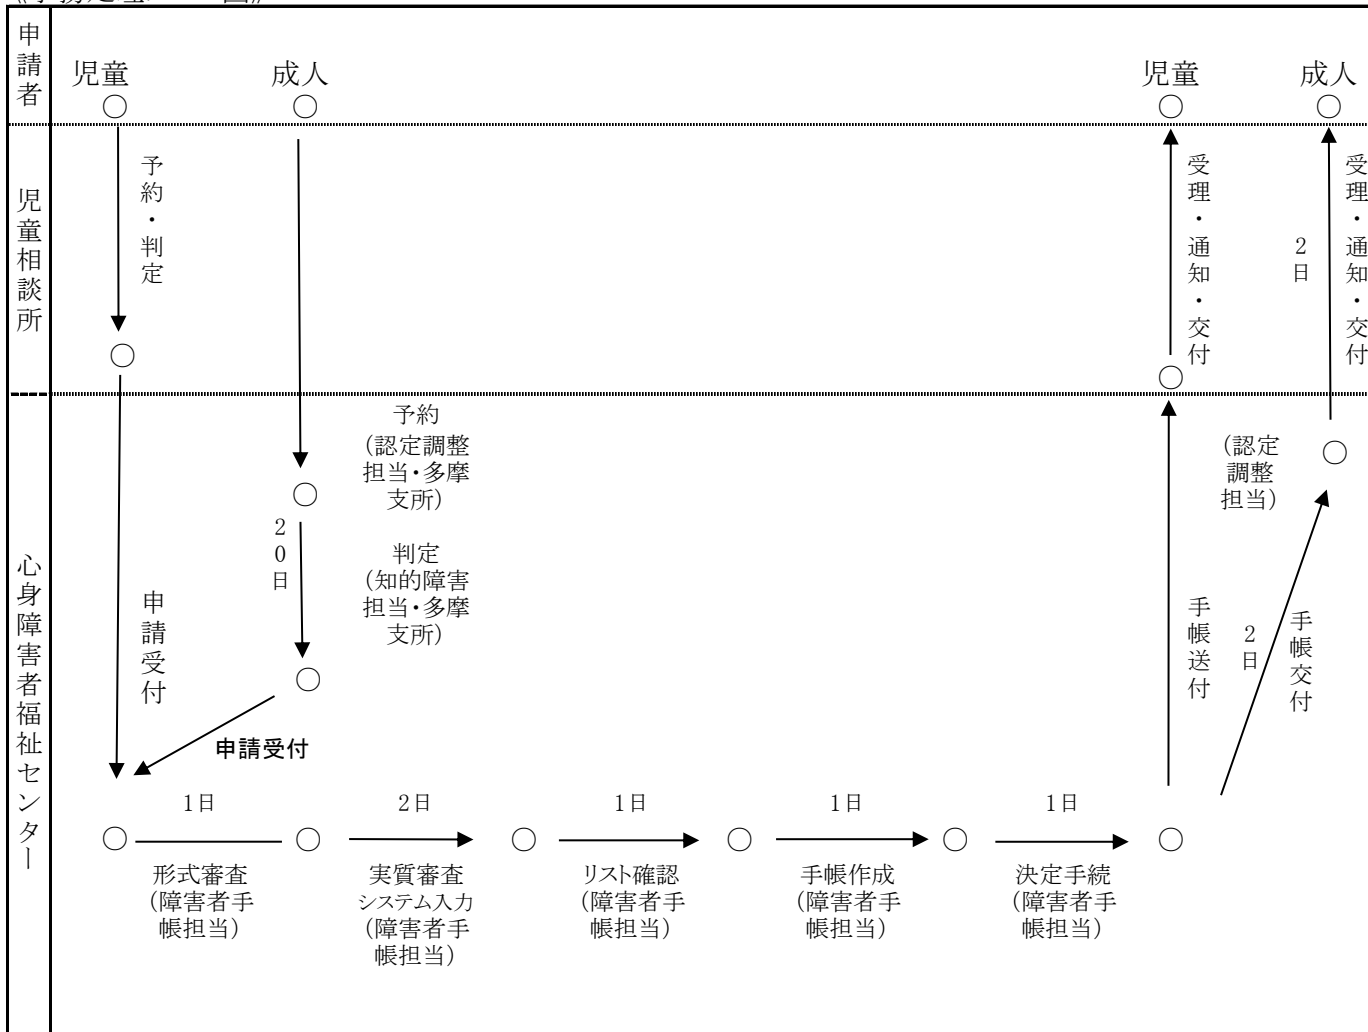 申請者
児童
成人
児童
成人
児童相談所
予約・判定
受理・通知・交付
2日
受理・通知・交付
心身障害者福祉センター
予約
(認定調整
担当・多摩
支所)
20日
判定
(知的障害
担当・多摩
支所)
(認定
調整
担当)
申請受付
申請受付
手帳送付
2日
手帳交付
1日
2日
1日
1日
1日
形式審査
(障害者手
帳担当)
実質審査
システム入力
(障害者手
帳担当)
リスト確認
(障害者手
帳担当)
手帳作成
(障害者手
帳担当)
決定手続
(障害者手
帳担当)